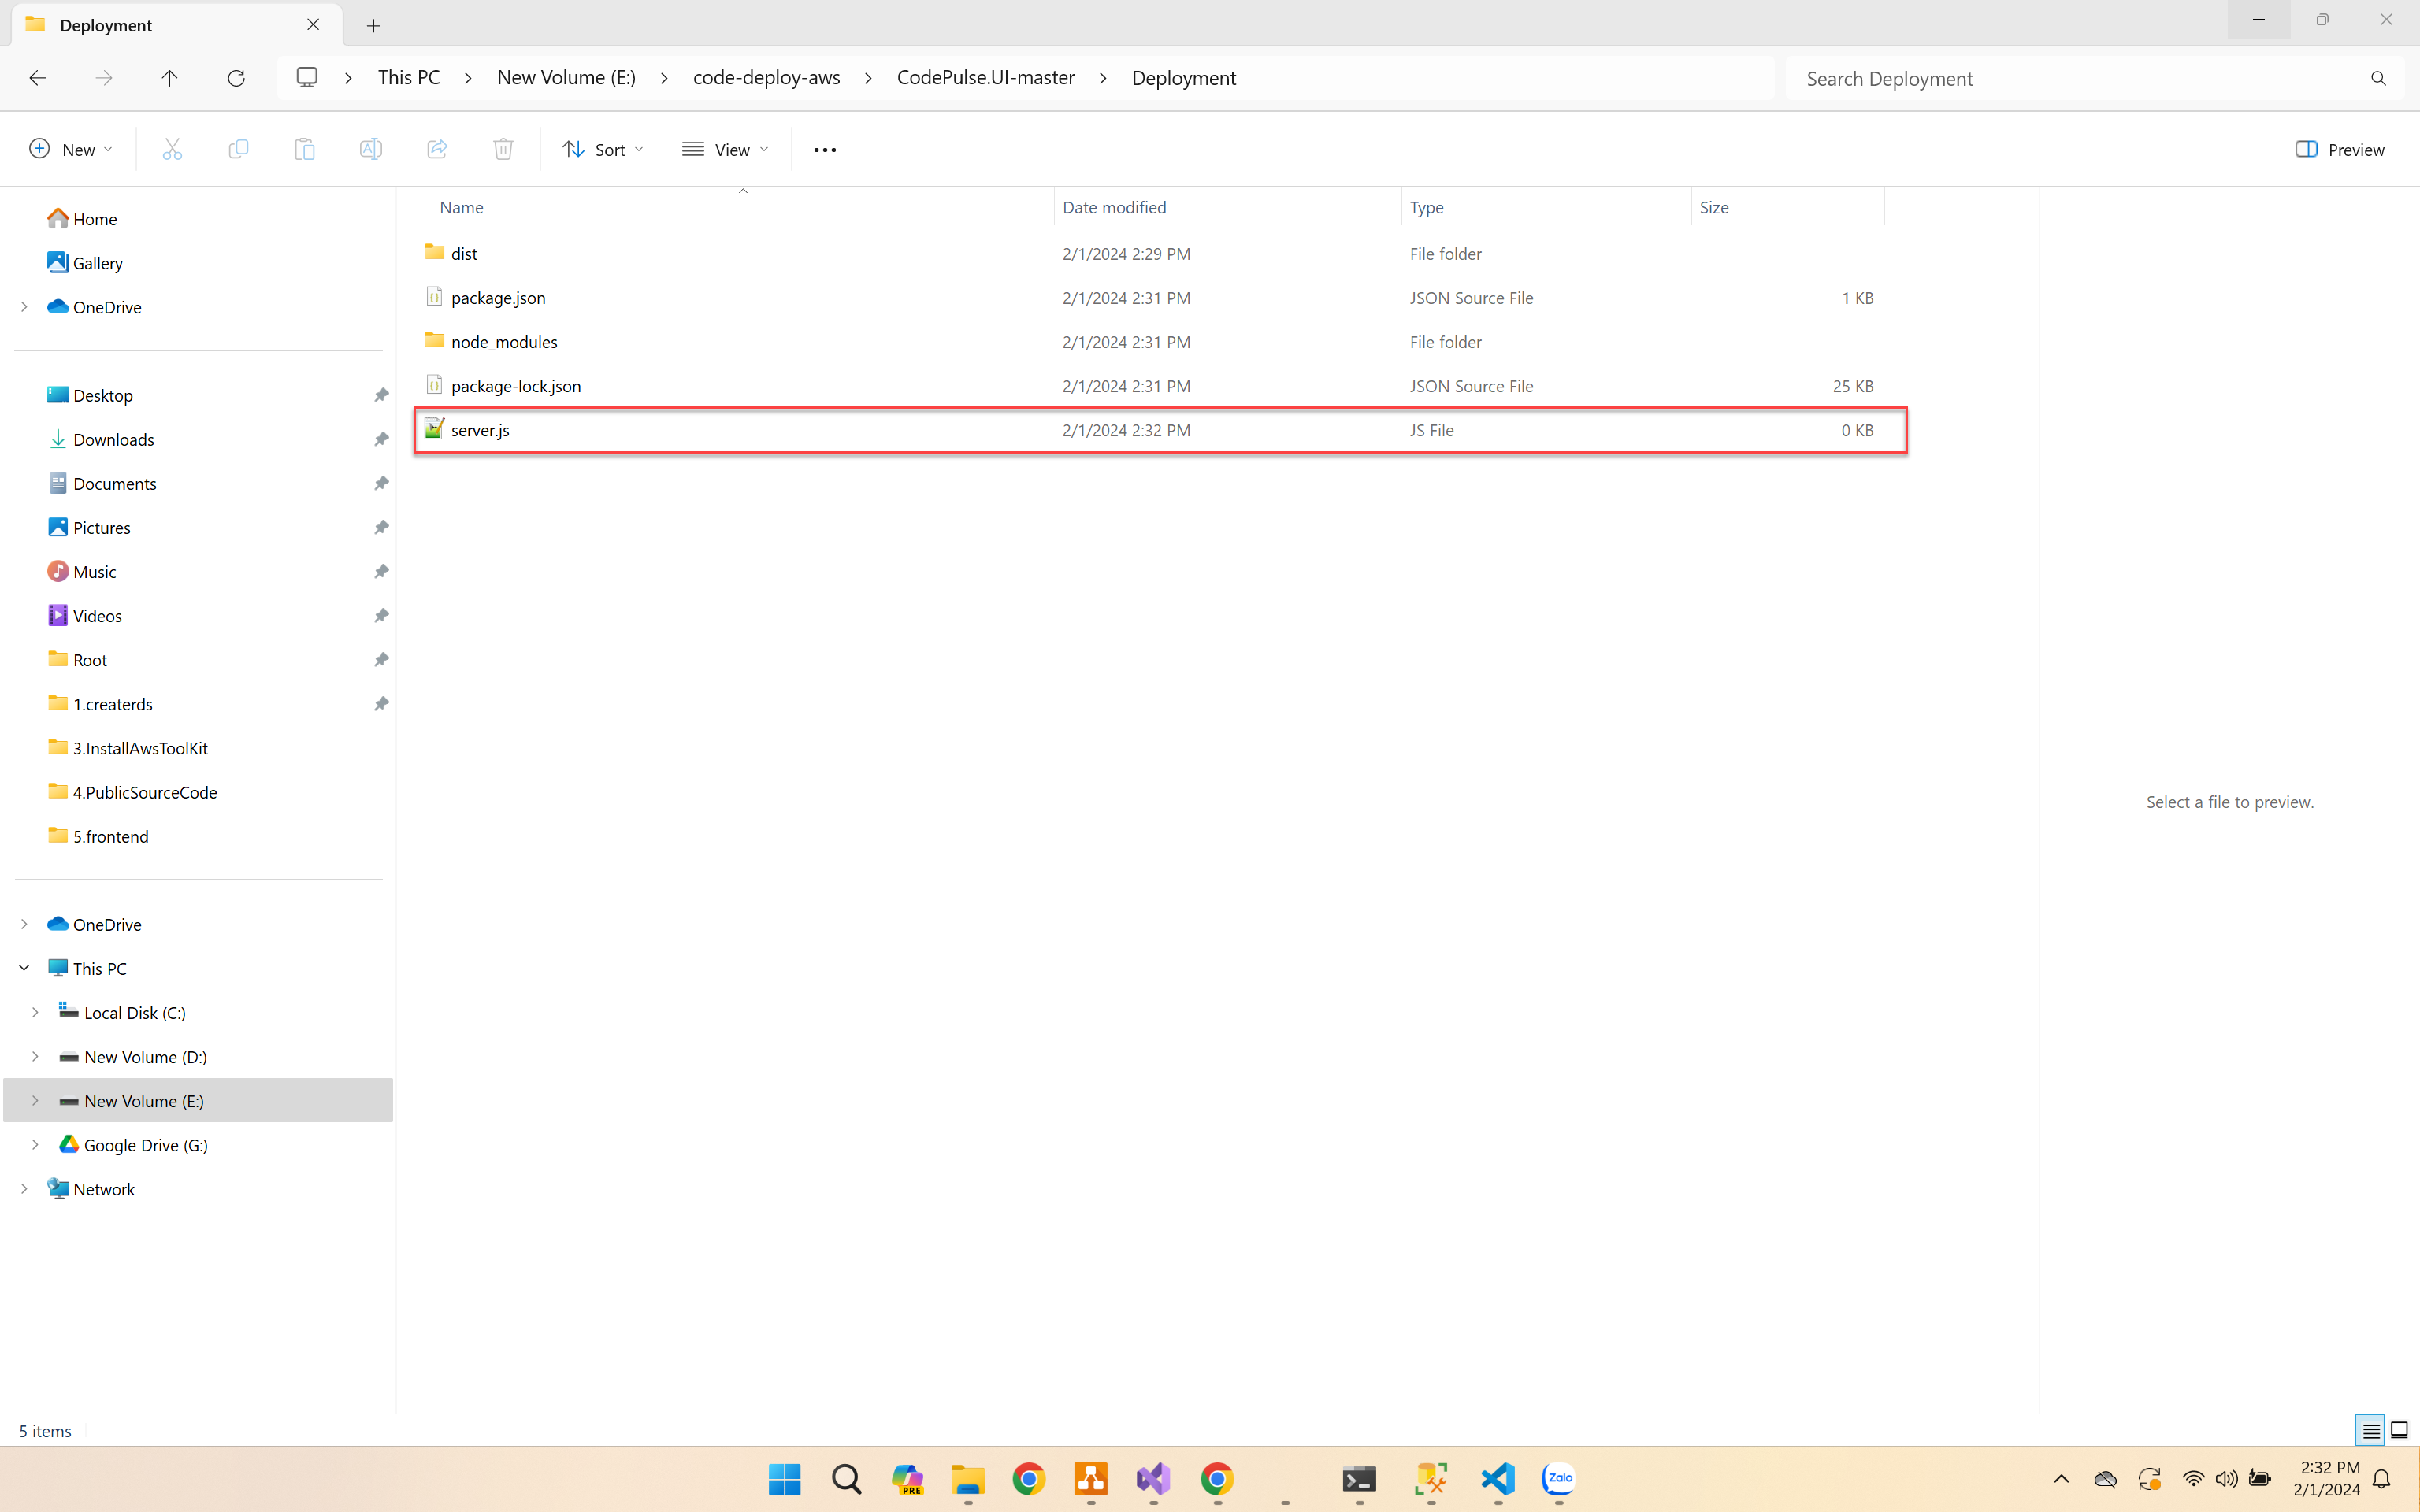 Deployment
This PC
New Volume (E:)
code-deploy-aws
CodePulse.UI-master
Deployment
Search Deployment
New
Sort
View
Preview
Name
Date modified
Type
Size
dist 2/1/2024 2:29 PM File folder
package.json 2/1/2024 2:31 PM JSON Source File 1 KB
node_modules 2/1/2024 2:31 PM File folder
package-lock.json 2/1/2024 2:31 PM JSON Source File 25 KB
server.js 2/1/2024 2:32 PM JS File 0 KB
Home
Gallery
OneDrive
Desktop
Downloads
Documents
Pictures
Music
Videos
Root
1.createrds
3.InstallAwsToolKit
4.PublicSourceCode
5.frontend
OneDrive
This PC
Local Disk (C:)
New Volume (D:)
New Volume (E:)
Google Drive (G:)
Network
Select a file to preview.
5 items
PRE
Zalo
2:32 PM
2/1/2024